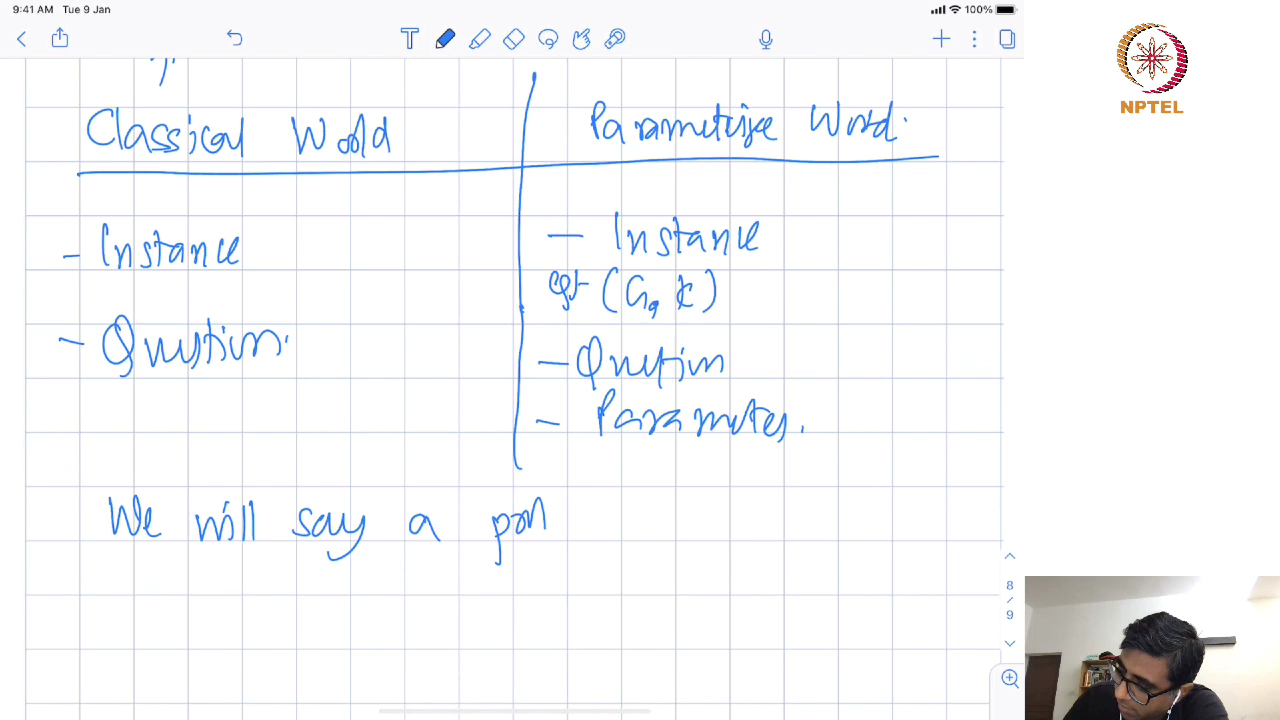 9:41 AM Tue 9 Jan
100%
NPTEL
Classical World
Parametrize World.
- Instance
- Question.
- Instance
(G, k)
- Question
- Parameter.
We will say a
8
/
9